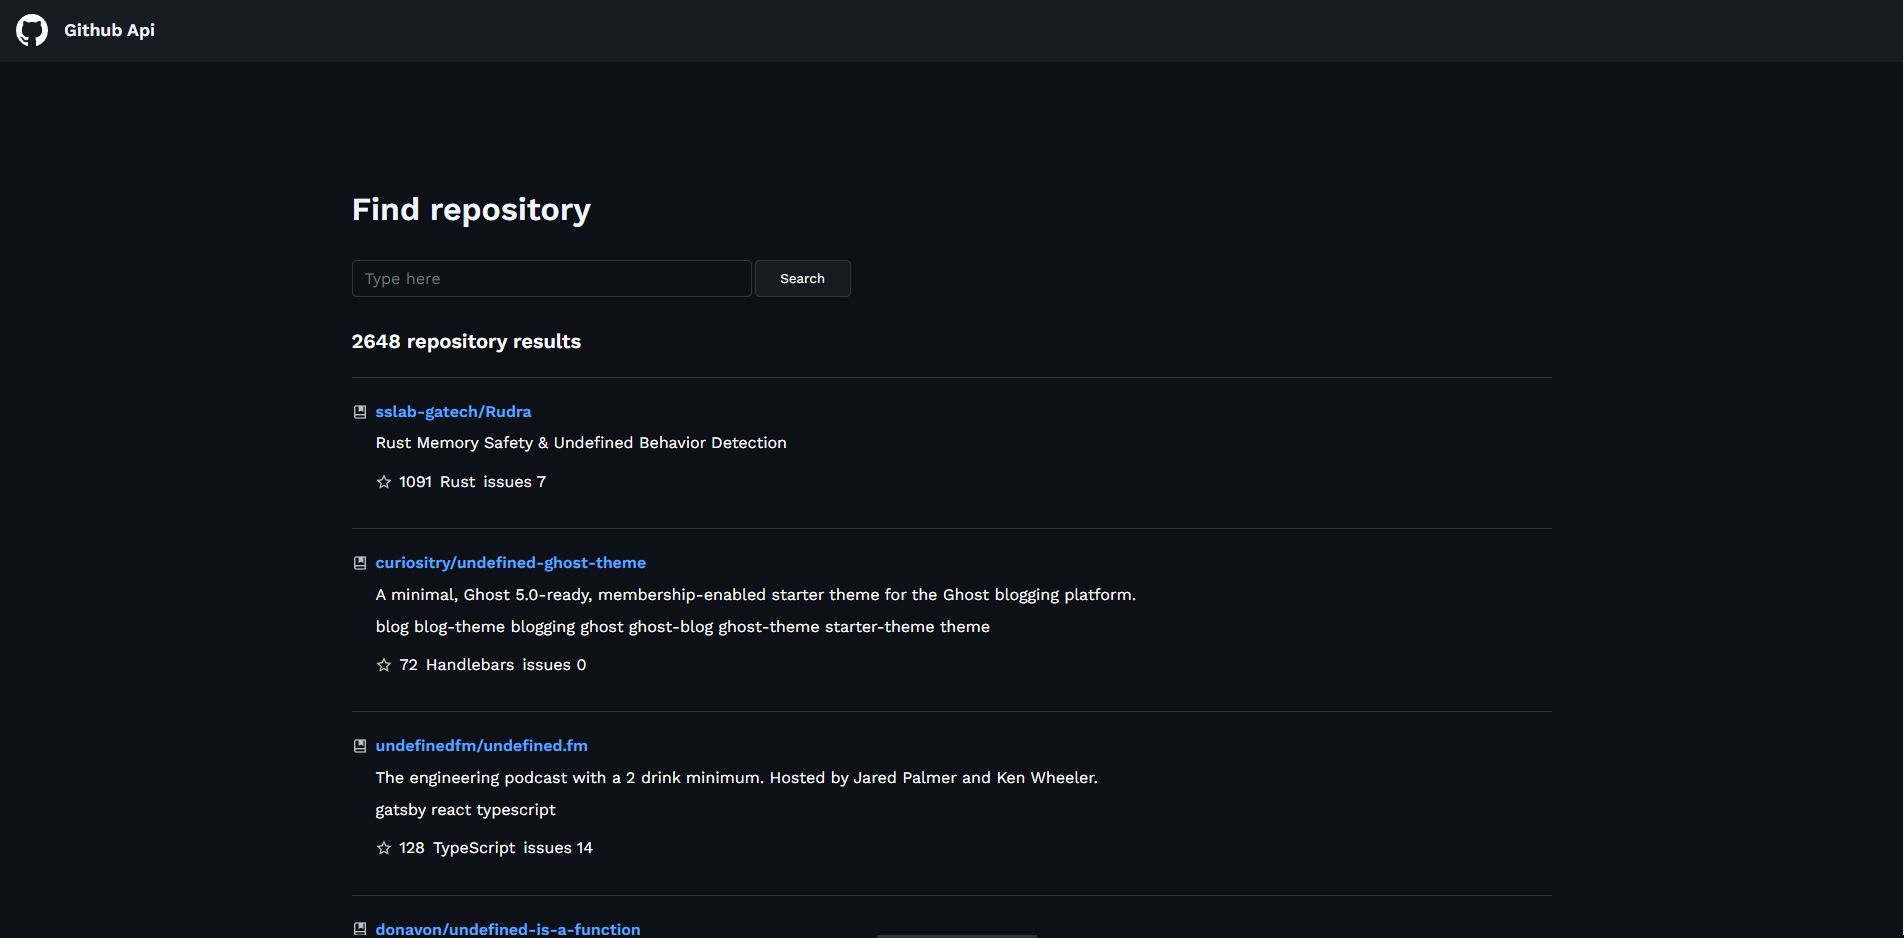 Github Api
Find repository
Type here
Search
2648 repository results
sslab-gatech/Rudra
Rust Memory Safety & Undefined Behavior Detection
1091 Rust issues 7
curiositry/undefined-ghost-theme
A minimal, Ghost 5.0-ready, membership-enabled starter theme for the Ghost blogging platform.
blog blog-theme blogging ghost ghost-blog ghost-theme starter-theme theme
72 Handlebars issues 0
undefinedfm/undefined.fm
The engineering podcast with a 2 drink minimum. Hosted by Jared Palmer and Ken Wheeler.
gatsby react typescript
128 TypeScript issues 14
donavon/undefined-is-a-function